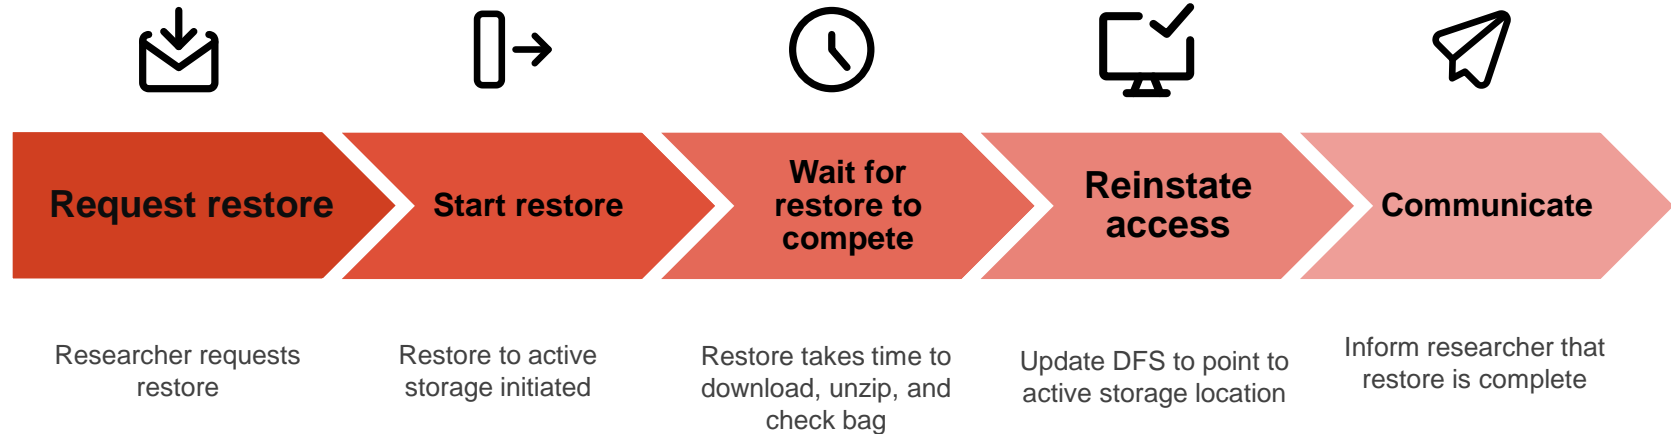 Request restore
Start restore
Wait for
restore to
compete
Reinstate
access
Communicate
Researcher requests
restore
Restore to active
storage initiated
Restore takes time to
download, unzip, and
check bag
Update DFS to point to
active storage location
Inform researcher that
restore is complete